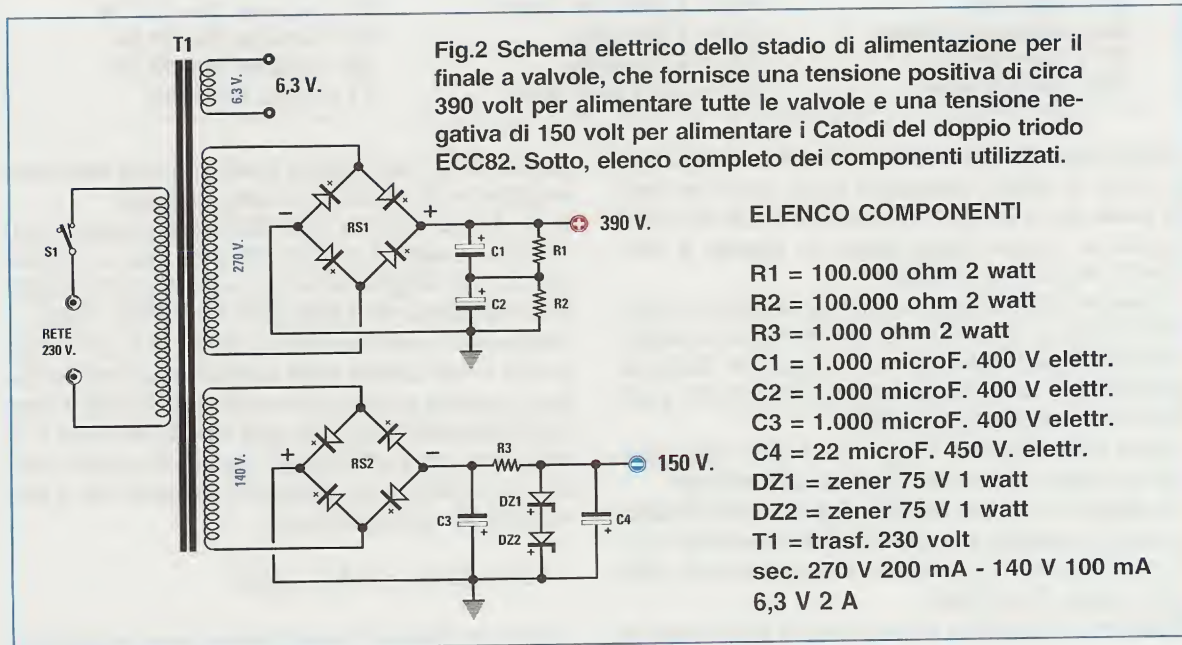 Fig.2 Schema elettrico dello stadio di alimentazione per il
finale a valvole, che fornisce una tensione positiva di circa
390 volt per alimentare tutte le valvole e una tensione ne-
gativa di 150 volt per alimentare i Catodi del doppio triodo
ECC82. Sotto, elenco completo dei componenti utilizzati.
T1
6,3 V.
6,3 V.
S1
RETE
230 V.
270 V.
-
RS1
+
+
C1
R1
+
C2
R2
+ 390 V.
140 V.
+
RS2
-
R3
C3
+
DZ1
+
DZ2
+
C4
+
- 150 V.
ELENCO COMPONENTI
R1 = 100.000 ohm 2 watt
R2 = 100.000 ohm 2 watt
R3 = 1.000 ohm 2 watt
C1 = 1.000 microF. 400 V elettr.
C2 = 1.000 microF. 400 V elettr.
C3 = 1.000 microF. 400 V elettr.
C4 = 22 microF. 450 V. elettr.
DZ1 = zener 75 V 1 watt
DZ2 = zener 75 V 1 watt
T1 = trasf. 230 volt
sec. 270 V 200 mA - 140 V 100 mA
6,3 V 2 A